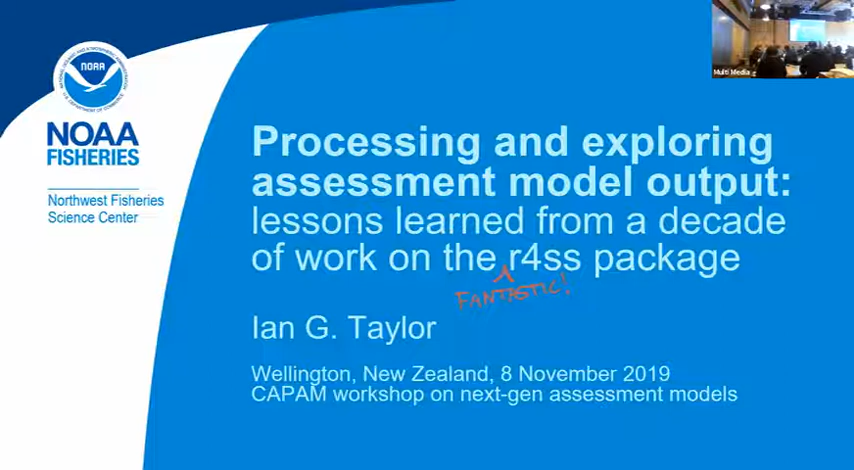 Multi Media
NOAA
NOAA
FISHERIES
Northwest Fisheries
Science Center
Processing and exploring
assessment model output:
lessons learned from a decade
of work on the r4ss package
FANTASTIC!
Ian G. Taylor
Wellington, New Zealand, 8 November 2019
CAPAM workshop on next-gen assessment models